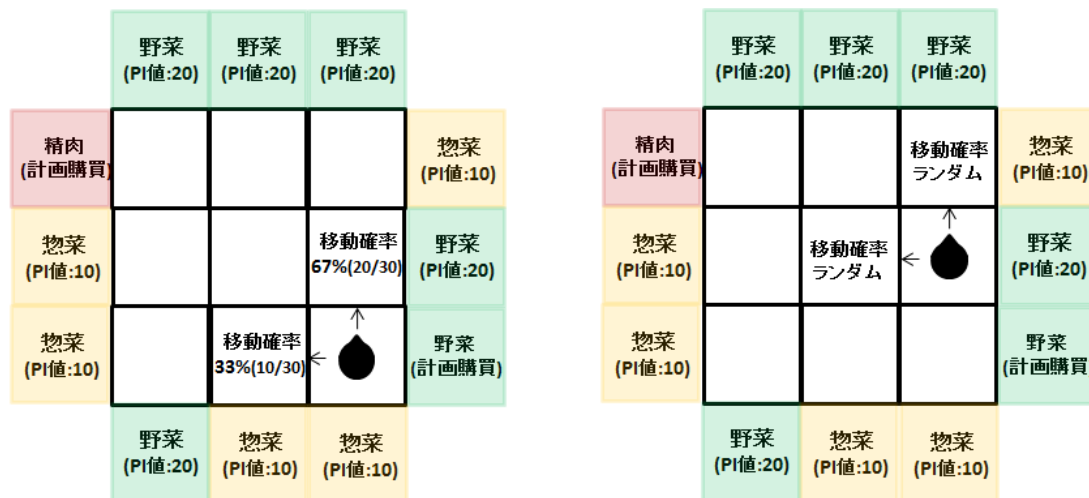 野菜
(PI値:20)
野菜
(PI値:20)
野菜
(PI値:20)
精肉
(計画購買)
惣菜
(PI値:10)
惣菜
(PI値:10)
移動確率
67%(20/30)
野菜
(PI値:20)
惣菜
(PI値:10)
移動確率
33%(10/30)
野菜
(計画購買)
野菜
(PI値:20)
惣菜
(PI値:10)
惣菜
(PI値:10)
野菜
(PI値:20)
野菜
(PI値:20)
野菜
(PI値:20)
精肉
(計画購買)
移動確率
ランダム
惣菜
(PI値:10)
惣菜
(PI値:10)
移動確率
ランダム
野菜
(PI値:20)
惣菜
(PI値:10)
野菜
(計画購買)
野菜
(PI値:20)
惣菜
(PI値:10)
惣菜
(PI値:10)